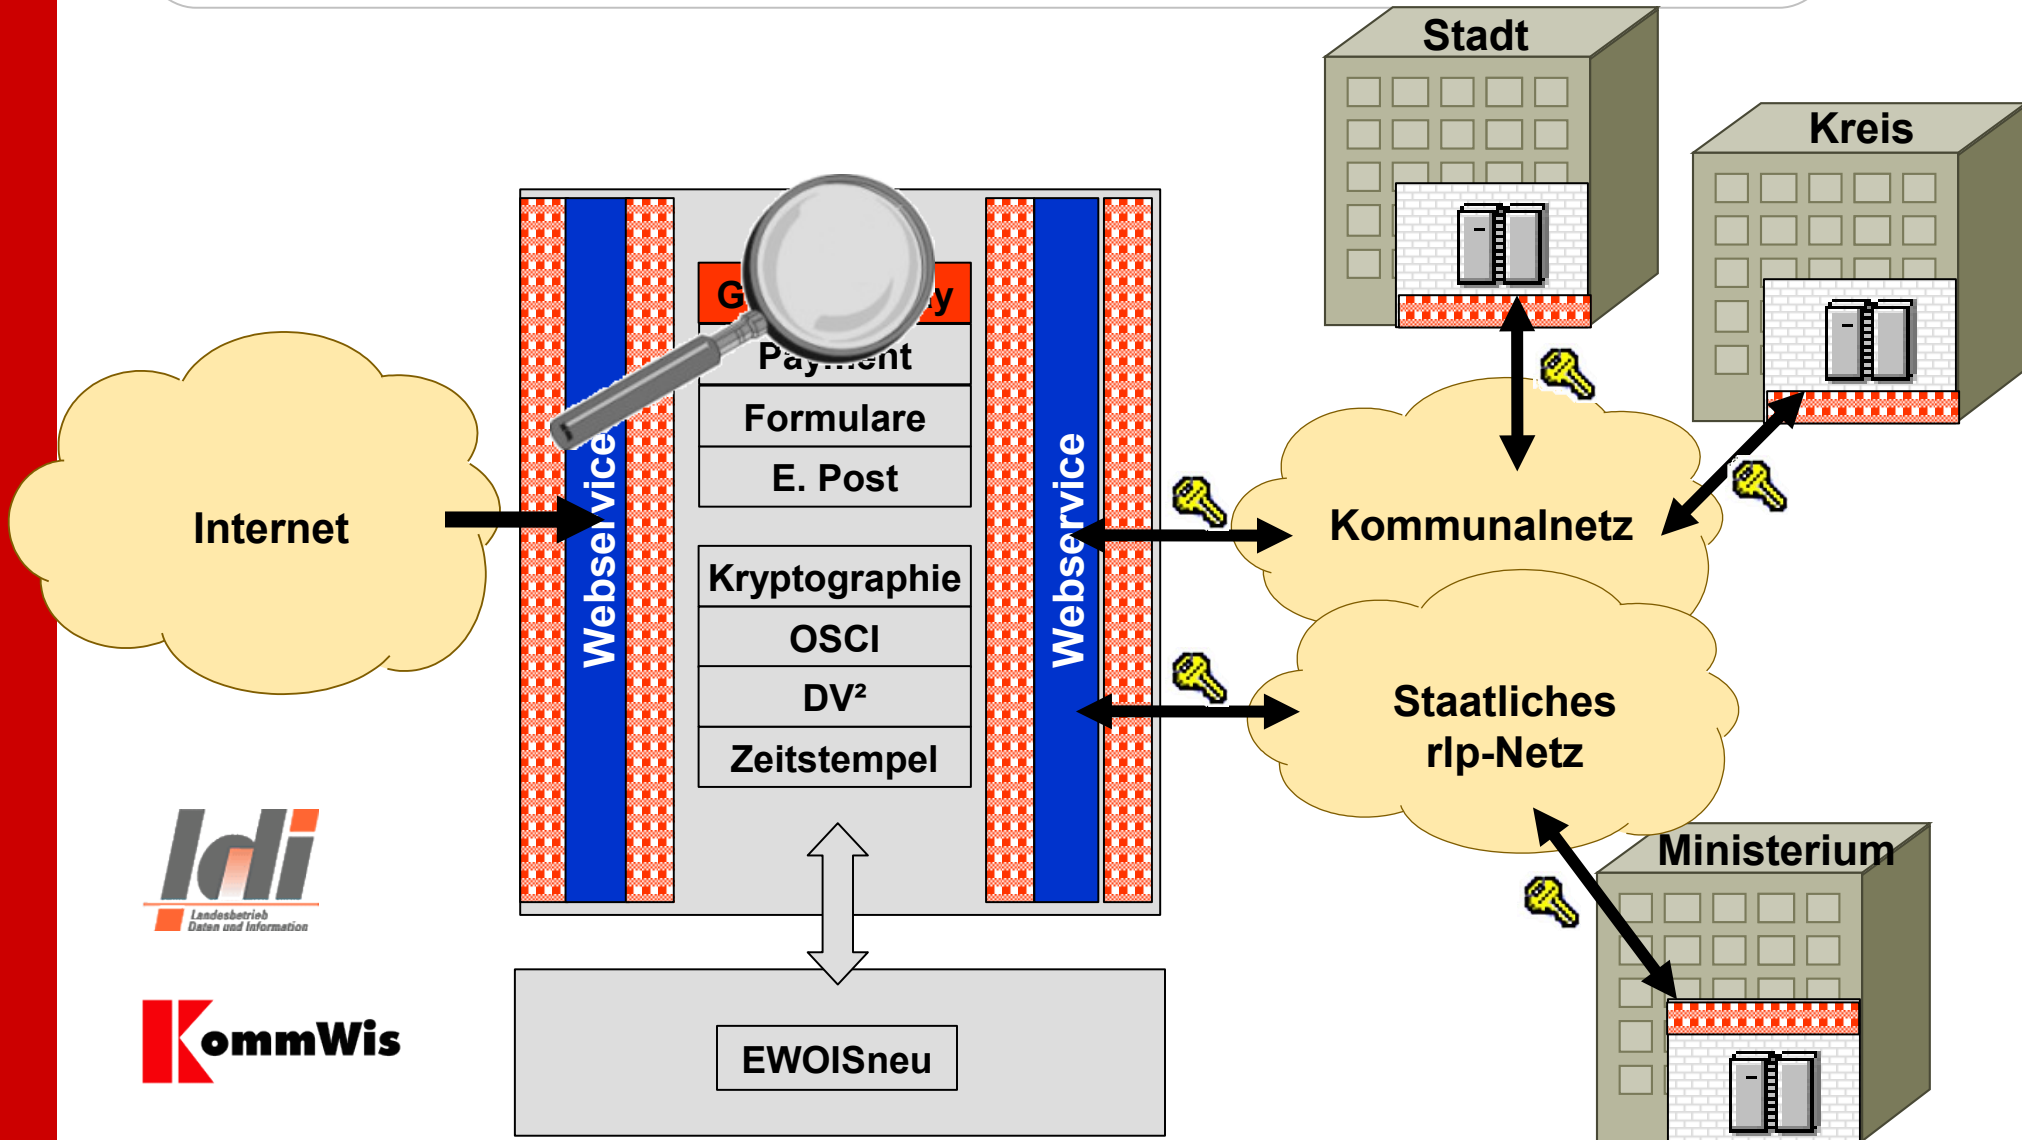 Stadt
Kreis
Payment
Formulare
E. Post
Webservice
Webservice
Internet
Kommunalnetz
Kryptographie
OSCI
DV²
Zeitstempel
Staatliches
rlp-Netz
Ministerium
ldi
Landesbetrieb
Daten und Information
KommWis
EWOISneu